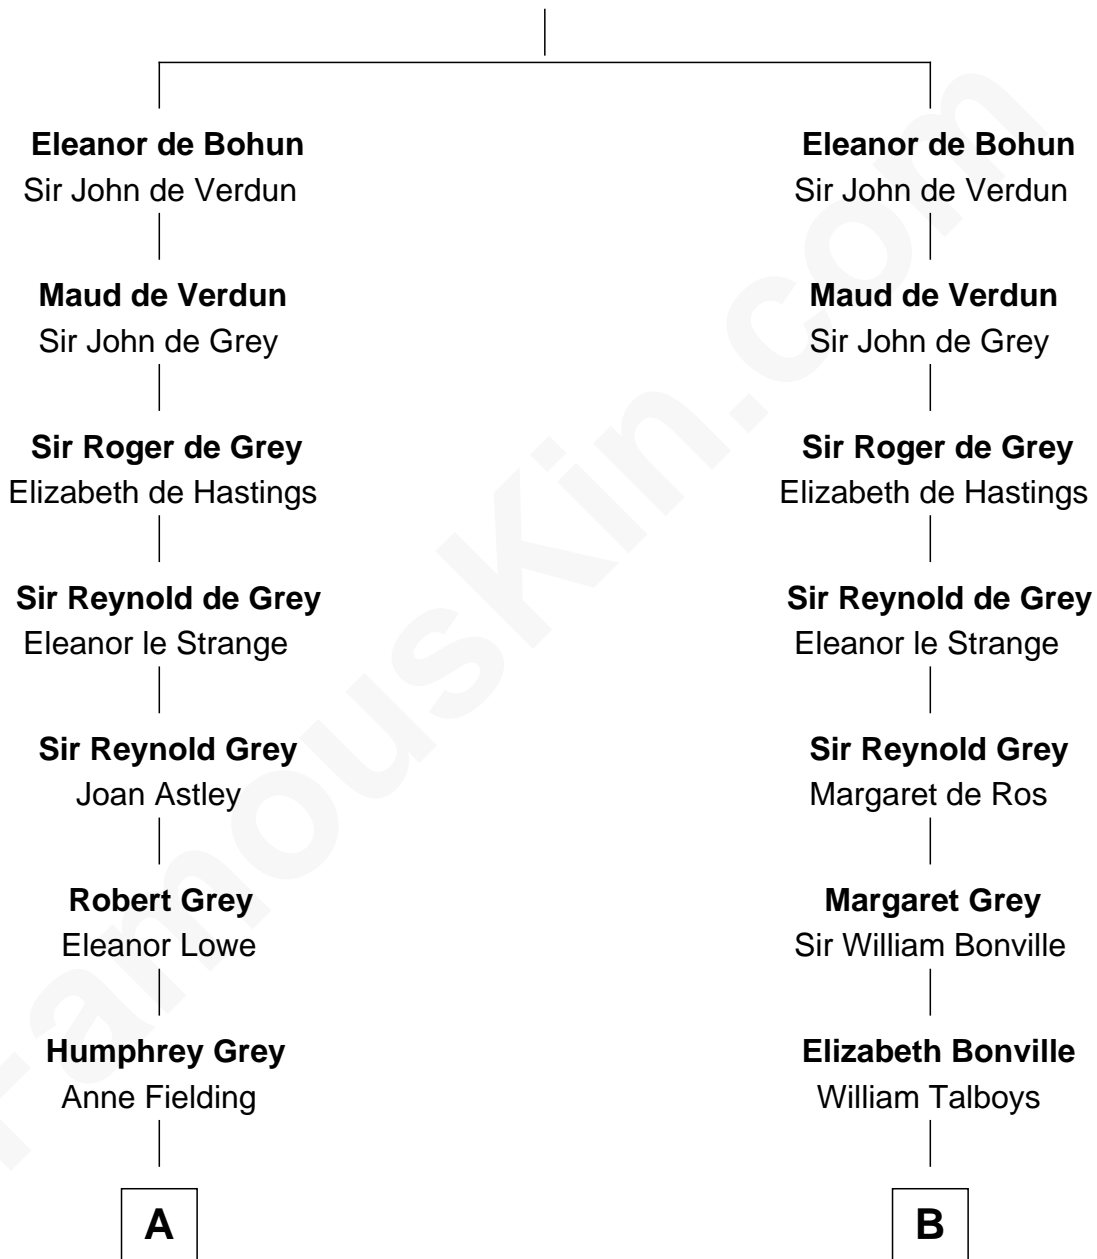 Eleanor de Bohun
Sir John de Verdun
Maud de Verdun
Sir John de Grey
Sir Roger de Grey
Elizabeth de Hastings
Sir Reynold de Grey
Eleanor le Strange
Sir Reynold Grey
Joan Astley
Robert Grey
Eleanor Lowe
Humphrey Grey
Anne Fielding
A
Eleanor de Bohun
Sir John de Verdun
Maud de Verdun
Sir John de Grey
Sir Roger de Grey
Elizabeth de Hastings
Sir Reynold de Grey
Eleanor le Strange
Sir Reynold Grey
Margaret de Ros
Margaret Grey
Sir William Bonville
Elizabeth Bonville
William Talboys
B
FamousKin.com